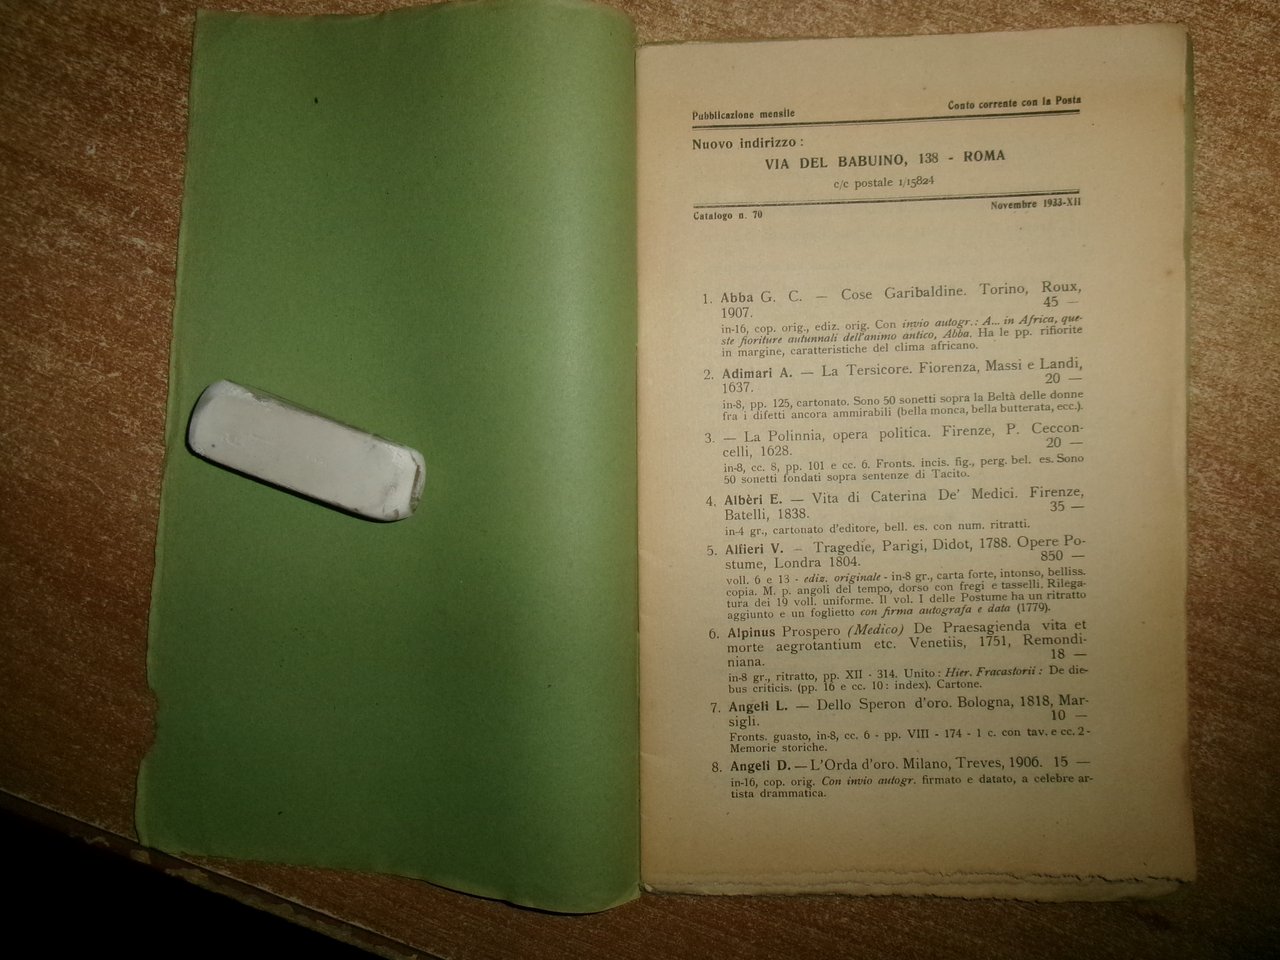 Pubblicazione mensile
Conto corrente con la Posta
Nuovo indirizzo :
VIA DEL BABUINO, 138 - ROMA
c/c postale 1/15824
Catalogo n. 70
Novembre 1933-XII
1. Abba G. C. — Cose Garibaldine. Torino, Roux,
1907. 45 —
in-16, cop. orig., ediz. orig. Con invio autogr.: A... in Africa, que-
ste fioriture autunnali dell'animo antico, Abba. Ha le pp. rifiorite
in margine, caratteristiche del clima africano.
2. Adimari A. — La Tersicore. Fiorenza, Massi e Landi,
1637. 20 —
in-8, pp. 125, cartonato. Sono 50 sonetti sopra la Beltà delle donne
fra i difetti ancora ammirabili (bella monca, bella butterata, ecc.).
3. — La Polinnia, opera politica. Firenze, P. Ceccon-
celli, 1628. 20 —
in-8, cc. 8, pp. 101 e cc. 6. Fronts. incis. fig., perg. bel. es. Sono
50 sonetti fondati sopra sentenze di Tacito.
4. Albèri E. — Vita di Caterina De' Medici. Firenze,
Batelli, 1838. 35 —
in-4 gr., cartonato d'editore, bell. es. con num. ritratti.
5. Alfieri V. — Tragedie, Parigi, Didot, 1788. Opere Po-
stume, Londra 1804. 850 —
voll. 6 e 13 - ediz. originale - in-8 gr., carta forte, intonso, belliss.
copia. M. p. angoli del tempo, dorso con fregi e tasselli. Rilega-
tura dei 19 voll. uniforme. Il vol. I delle Postume ha un ritratto
aggiunto e un foglietto con firma autografa e data (1779).
6. Alpinus Prospero (Medico) De Praesagienda vita et
morte aegrotantium etc. Venetiis, 1751, Remondi-
niana. 18 —
in-8 gr., ritratto, pp. XII - 314. Unito : Hier. Fracastorii : De die-
bus criticis. (pp. 16 e cc. 10 : index). Cartone.
7. Angeli L. — Dello Speron d'oro. Bologna, 1818, Mar-
sigli. 10 —
Fronts. guasto, in-8, cc. 6 - pp. VIII - 174 - 1 c. con tav. e cc. 2 -
Memorie storiche.
8. Angeli D. — L'Orda d'oro. Milano, Treves, 1906. 15 —
in-16, cop. orig. Con invio autogr. firmato e datato, a celebre ar-
tista drammatica.